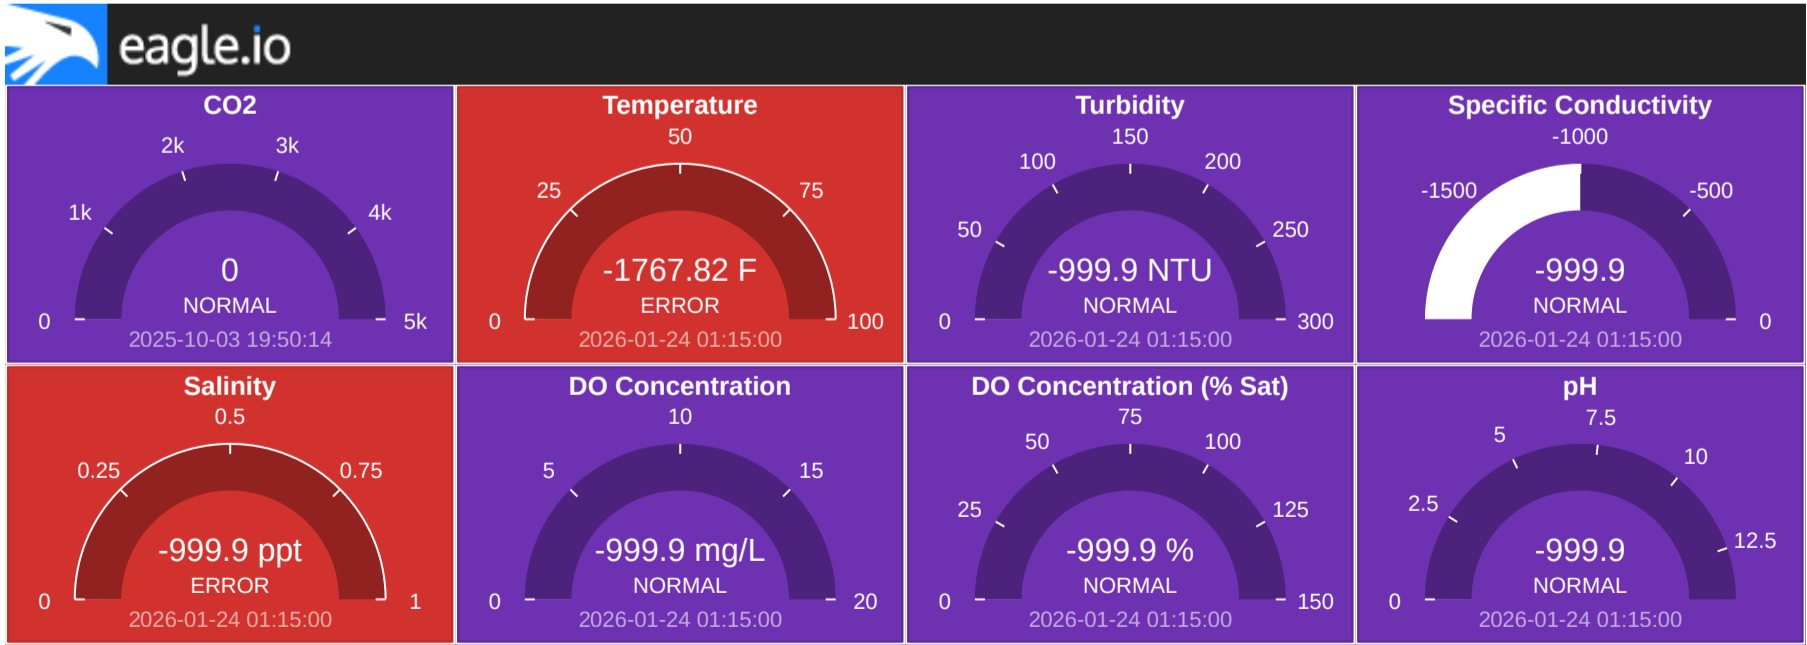 eagle.io
CO2
2k
3k
1k
4k
0
NORMAL
0
5k
2025-10-03 19:50:14
Temperature
50
25
75
-1767.82 F
ERROR
0
100
2026-01-24 01:15:00
Turbidity
150
100
200
50
250
-999.9 NTU
NORMAL
0
300
2026-01-24 01:15:00
Specific Conductivity
-1000
-1500
-500
-999.9
NORMAL
0
2026-01-24 01:15:00
Salinity
0.5
0.25
0.75
-999.9 ppt
ERROR
0
1
2026-01-24 01:15:00
DO Concentration
10
5
15
-999.9 mg/L
NORMAL
0
20
2026-01-24 01:15:00
DO Concentration (% Sat)
75
50
100
25
125
-999.9 %
NORMAL
0
150
2026-01-24 01:15:00
pH
7.5
5
10
2.5
12.5
-999.9
NORMAL
0
2026-01-24 01:15:00